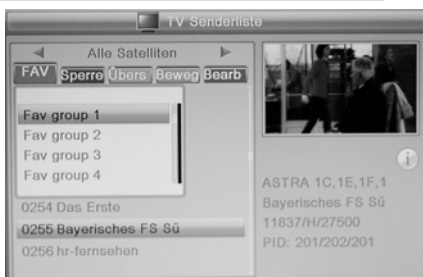 TV Senderliste
Alle Satelliten
FAV Sperre Übers. Beweg Bearb
Fav group 1
Fav group 2
Fav group 3
Fav group 4
0254 Das Erste
0255 Bayerisches FS Sü
0256 hr-fernsehen
ASTRA 1C,1E,1F,1
Bayerisches FS Sü
11837/H/27500
PID: 201/202/201